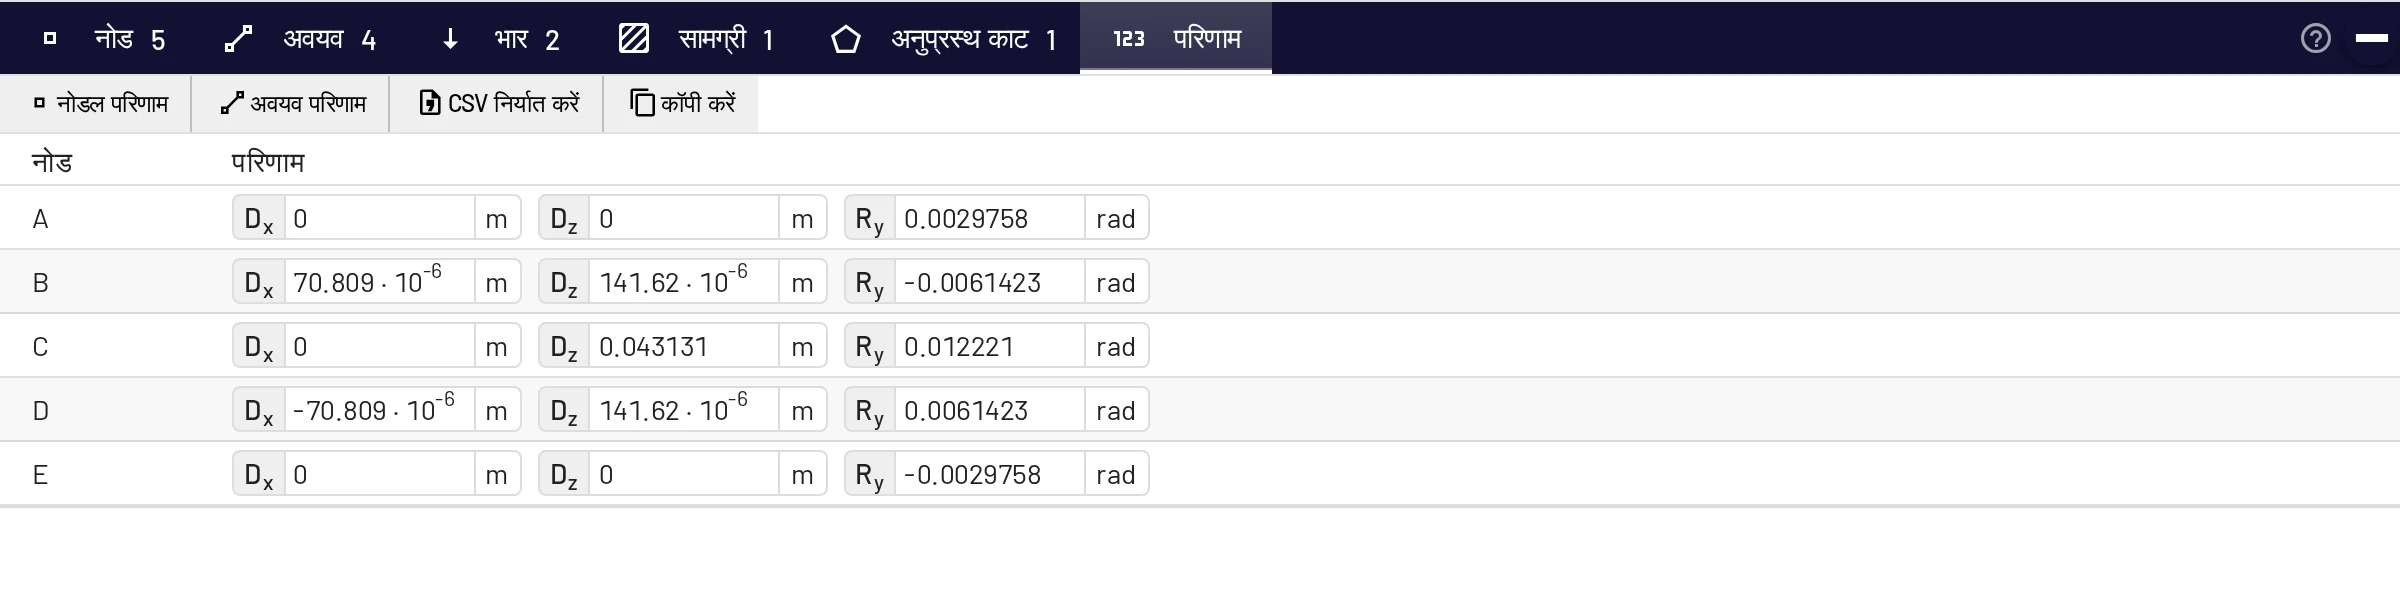 नोड 5 अवयव 4 भार 2 सामग्री 1 अनुप्रस्थ काट 1 123 परिणाम
नोडल परिणाम अवयव परिणाम CSV निर्यात करें कॉपी करें
नोड परिणाम
A Dx 0 m Dz 0 m Ry 0.0029758 rad
B Dx 70.809 · 10⁻⁶ m Dz 141.62 · 10⁻⁶ m Ry -0.0061423 rad
C Dx 0 m Dz 0.043131 m Ry 0.012221 rad
D Dx -70.809 · 10⁻⁶ m Dz 141.62 · 10⁻⁶ m Ry 0.0061423 rad
E Dx 0 m Dz 0 m Ry -0.0029758 rad